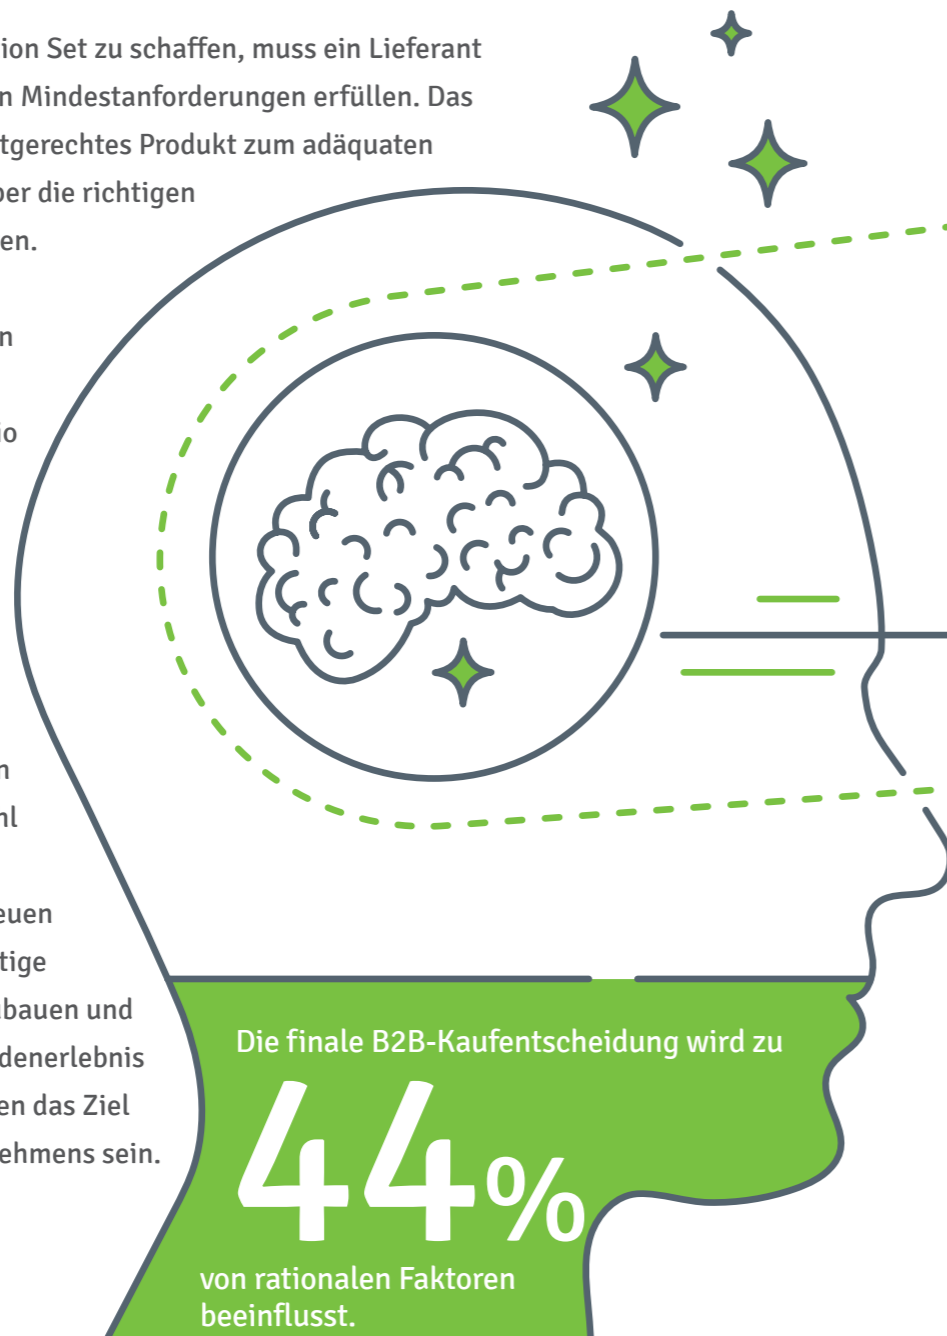 ion Set zu schaffen, muss ein Lieferant
n Mindestanforderungen erfüllen. Das
tgerechtes Produkt zum adäquaten
ber die richtigen
en.
n
io
n
hl
euen
tige
bauen und
denerlebnis
en das Ziel
ehmens sein.
Die finale B2B-Kaufentscheidung wird zu
44%
von rationalen Faktoren
beeinflusst.